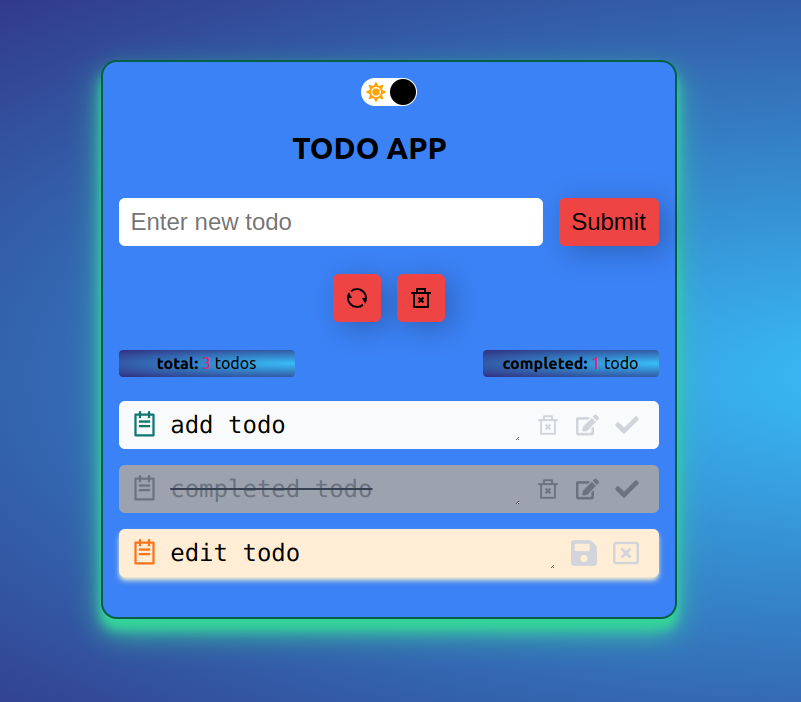 TODO APP
Enter new todo Submit
total: 3 todos completed: 1 todo
add todo
completed todo
edit todo